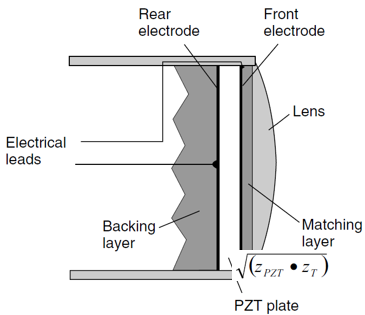 Rear
electrode
Front
electrode
Lens
Electrical
leads
Backing
layer
Matching
layer
√(z_PZT • z_T)
PZT plate